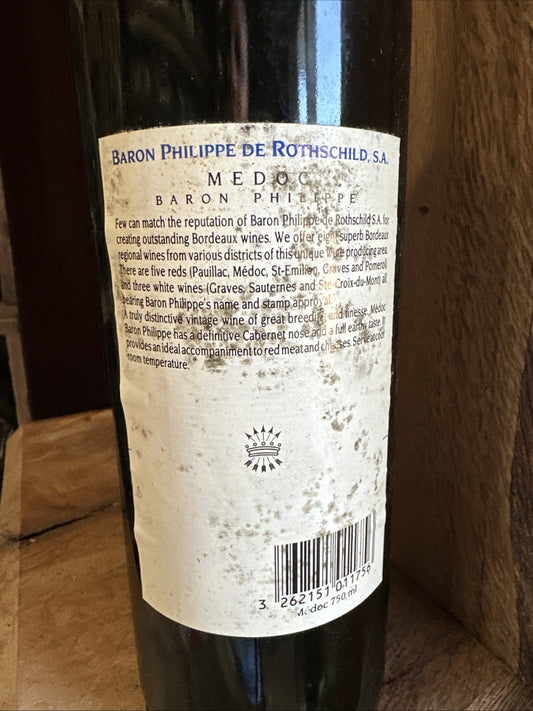 BARON PHILIPPE DE ROTHSCHILD, S.A.
MEDOC
BARON PHILIPPE
Few can match the reputation of Baron Philippe de Rothschild S.A. for
creating outstanding Bordeaux wines. We offer eight superb Bordeaux
regional wines from various districts of this unique wine producing area.
There are five reds (Pauillac, Médoc, St-Emilion, Graves and Pomerol)
and three white wines (Graves, Sauternes and Ste-Croix-du-Mont) all
bearing Baron Philippe's name and stamp approval.
A truly distinctive vintage wine of great breeding and finesse, Médoc
Baron Philippe has a definitive Cabernet nose and a full earthy taste. It
provides an ideal accompaniment to red meat and cheeses. Serve at cool
room temperature.
3 262151 011756
Médoc 750 ml